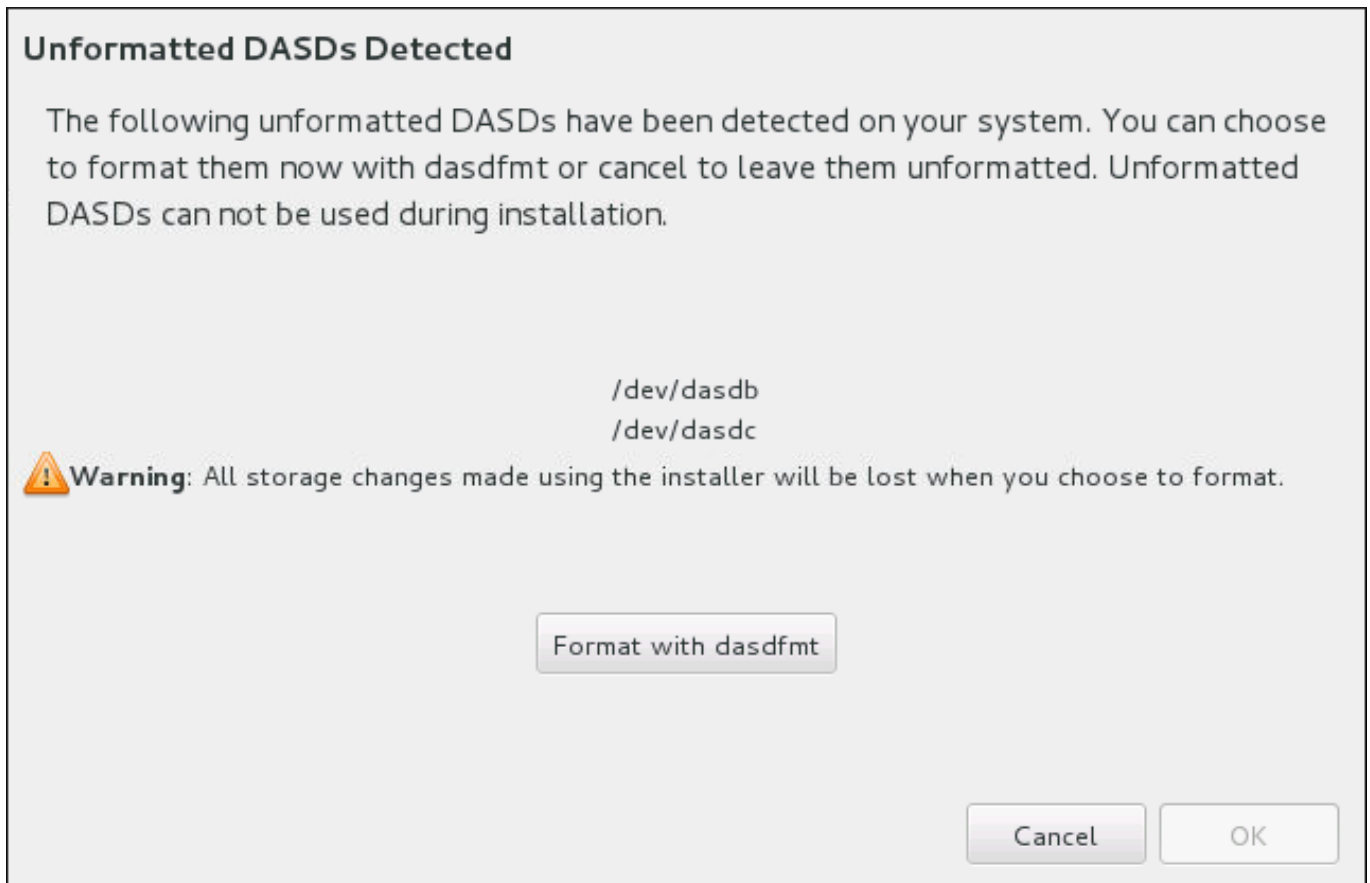 Unformatted DASDs Detected
The following unformatted DASDs have been detected on your system. You can choose
to format them now with dasdfmt or cancel to leave them unformatted. Unformatted
DASDs can not be used during installation.
/dev/dasdb
/dev/dasdc
Warning: All storage changes made using the installer will be lost when you choose to format.
Format with dasdfmt
Cancel
OK